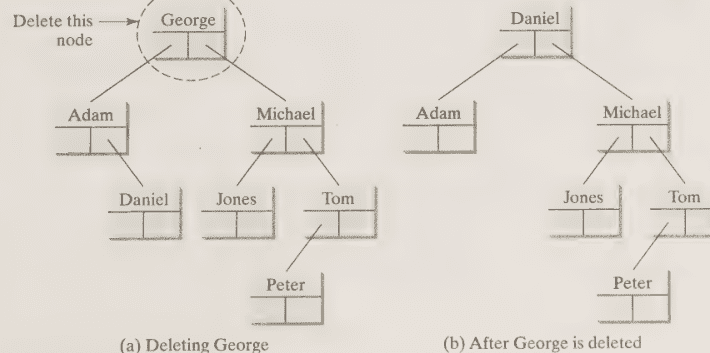 Delete this
node
George
Daniel
Adam
Michael
Adam
Michael
Daniel
Jones
Tom
Jones
Tom
Peter
Peter
(a) Deleting George
(b) After George is deleted